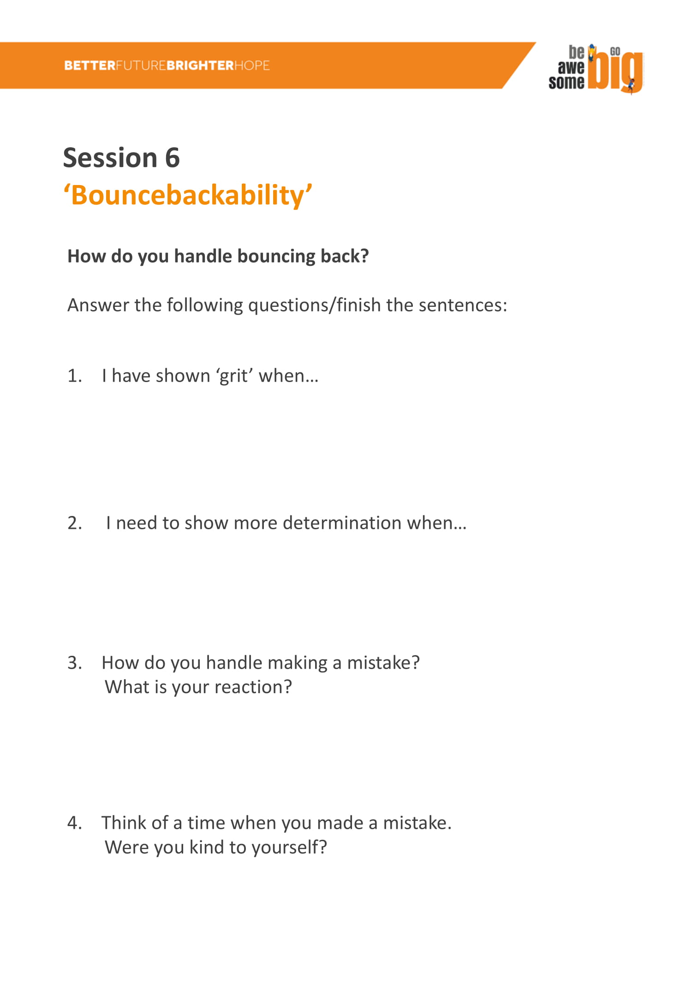 BETTERFUTUREBRIGHTERHOPE
be
awe
some
GO
big
Session 6
‘Bouncebackability’
How do you handle bouncing back?
Answer the following questions/finish the sentences:
1. I have shown ‘grit’ when…
2. I need to show more determination when…
3. How do you handle making a mistake?
What is your reaction?
4. Think of a time when you made a mistake.
Were you kind to yourself?